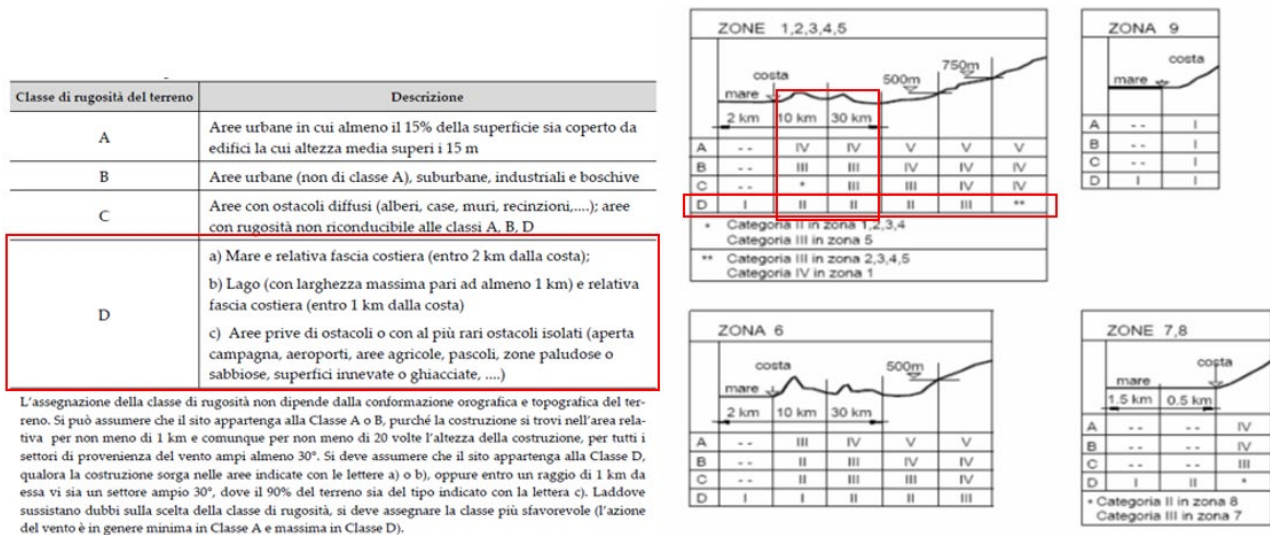 Classe di rugosità del terreno | Descrizione
A | Aree urbane in cui almeno il 15% della superficie sia coperto da
edifici la cui altezza media superi i 15 m
B | Aree urbane (non di classe A), suburbane, industriali e boschive
C | Aree con ostacoli diffusi (alberi, case, muri, recinzioni,....); aree
con rugosità non riconducibile alle classi A, B, D
D | a) Mare e relativa fascia costiera (entro 2 km dalla costa);
b) Lago (con larghezza massima pari ad almeno 1 km) e relativa
fascia costiera (entro 1 km dalla costa)
c) Aree prive di ostacoli o con al più rari ostacoli isolati (aperta
campagna, aeroporti, aree agricole, pascoli, zone paludose o
sabbiose, superfici innevate o ghiacciate, ....)
L'assegnazione della classe di rugosità non dipende dalla conformazione orografica e topografica del ter-
reno. Si può assumere che il sito appartenga alla Classe A o B, purché la costruzione si trovi nell'area rela-
tiva per non meno di 1 km e comunque per non meno di 20 volte l'altezza della costruzione, per tutti i
settori di provenienza del vento ampi almeno 30°. Si deve assumere che il sito appartenga alla Classe D,
qualora la costruzione sorga nelle aree indicate con le lettere a) o b), oppure entro un raggio di 1 km da
essa vi sia un settore ampio 30°, dove il 90% del terreno sia del tipo indicato con la lettera c). Laddove
sussistano dubbi sulla scelta della classe di rugosità, si deve assegnare la classe più sfavorevole (l'azione
del vento è in genere minima in Classe A e massima in Classe D).
ZONE 1,2,3,4,5
750m
costa 500m
mare
2 km 10 km 30 km
A -- IV IV V V V
B -- III III IV IV IV
C -- * III III IV IV
D I II II II III **
* Categoria II in zona 1,2,3,4
Categoria III in zona 5
** Categoria III in zona 2,3,4,5
Categoria IV in zona 1
ZONA 9
costa
mare
A -- I
B -- I
C -- I
D I I
ZONA 6
costa 500m
mare
2 km 10 km 30 km
A -- III IV V V
B -- II III IV IV
C -- II III III IV
D I I II II III
ZONE 7,8
costa
mare
1.5 km 0.5 km
A -- -- IV
B -- -- IV
C -- -- III
D I II *
* Categoria II in zona 8
Categoria III in zona 7